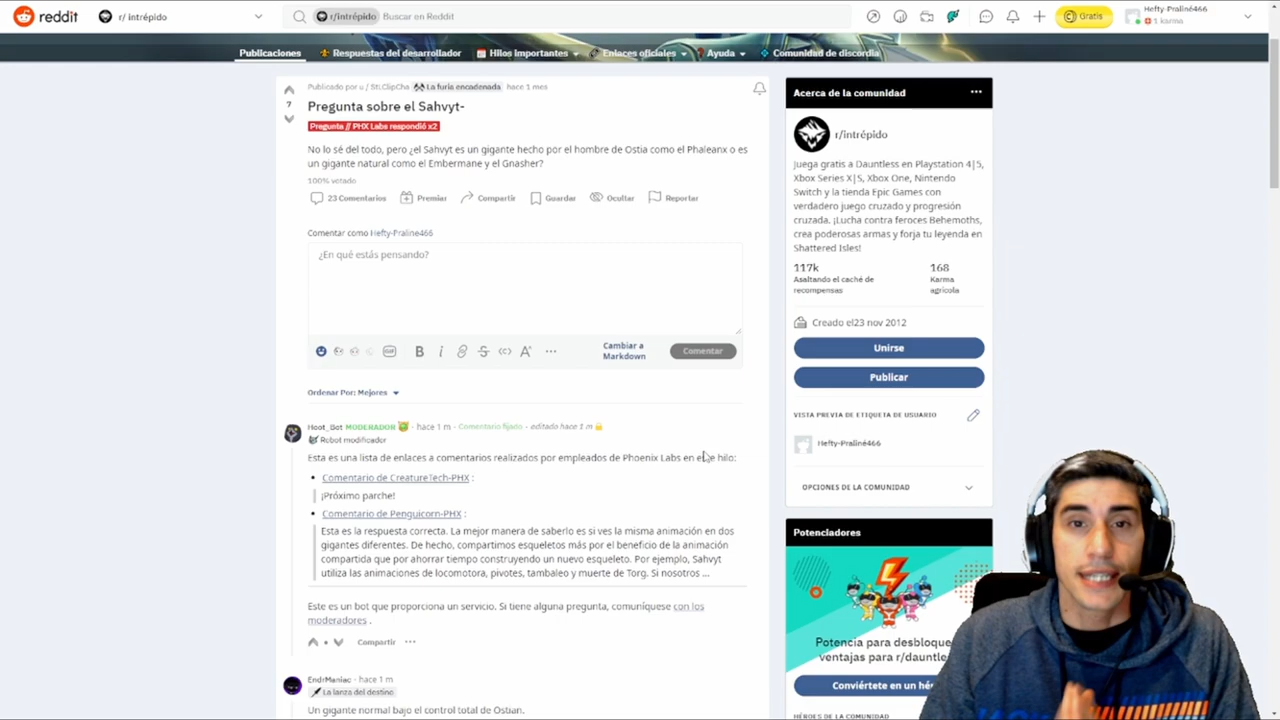 reddit
r/ intrépido
r/intrépido Buscar en Reddit
Gratis
Hefty-Praline466
1 karma
Publicaciones
Respuestas del desarrollador
Hilos importantes
Enlaces oficiales
Ayuda
Comunidad de discordia
7
Publicado por u / Sti.ClipCha La furia encadenada hace 1 mes
Pregunta sobre el Sahvyt-
Pregunta // PHX Labs respondió x2
No lo sé del todo, pero ¿el Sahvyt es un gigante hecho por el hombre de Ostia como el Phaleanx o es
un gigante natural como el Embermane y el Gnasher?
100% votado
23 Comentarios
Premiar
Compartir
Guardar
Ocultar
Reportar
Comentar como Hefty-Praline466
¿En qué estás pensando?
GIF
B i A
Cambiar a
Markdown
Comentar
Ordenar Por: Mejores
Hoot_Bot MODERADOR · hace 1 m · Comentario fijado · editado hace 1 m
Robot modificador
Esta es una lista de enlaces a comentarios realizados por empleados de Phoenix Labs en este hilo:
• Comentario de CreatureTech-PHX :
¡Próximo parche!
• Comentario de Penguicorn-PHX :
Esta es la respuesta correcta. La mejor manera de saberlo es si ves la misma animación en dos
gigantes diferentes. De hecho, compartimos esqueletos más por el beneficio de la animación
compartida que por ahorrar tiempo construyendo un nuevo esqueleto. Por ejemplo, Sahvyt
utiliza las animaciones de locomotora, pivotes, tambaleo y muerte de Torg. Si nosotros ...
Este es un bot que proporciona un servicio. Si tiene alguna pregunta, comuníquese con los
moderadores .
Compartir
EndrManiac · hace 1 m
La lanza del destino
Un gigante normal bajo el control total de Ostian.
Acerca de la comunidad
r/intrépido
Juega gratis a Dauntless en Playstation 4|5,
Xbox Series X|S, Xbox One, Nintendo
Switch y la tienda Epic Games con
verdadero juego cruzado y progresión
cruzada. ¡Lucha contra feroces Behemoths,
crea poderosas armas y forja tu leyenda en
Shattered Isles!
117k
Asaltando el caché de
recompensas
168
Karma
agrícola
Creado el23 nov 2012
Unirse
Publicar
VISTA PREVIA DE ETIQUETA DE USUARIO
Hefty-Praliné466
OPCIONES DE LA COMUNIDAD
Potenciadores
Potencia para desbloque
ventajas para r/dauntle
Conviértete en un hé
HÉROES DE LA COMUNIDAD